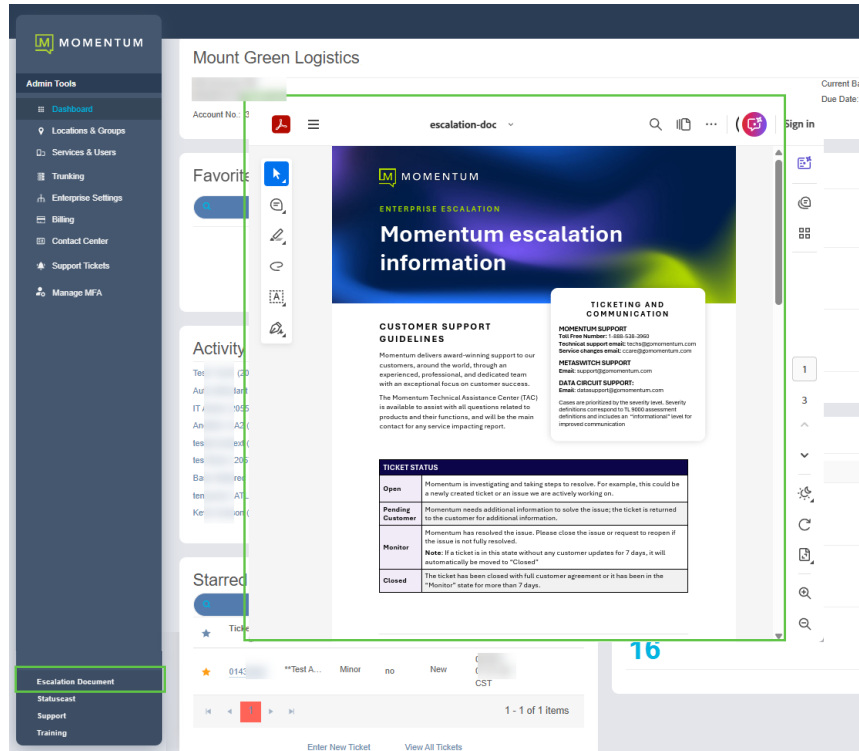 MOMENTUM
Admin Tools
Dashboard
Locations & Groups
Services & Users
Trunking
Enterprise Settings
Billing
Contact Center
Support Tickets
Manage MFA
Escalation Document
Statuscast
Support
Training
Mount Green Logistics
Account No.:
Current Ba
Due Date:
Favorite
Activity
Starred
Ticke
**Test A...
Minor
no
New
CST
1
1 - 1 of 1 items
Enter New Ticket
View All Tickets
16
escalation-doc
Sign in
MOMENTUM
ENTERPRISE ESCALATION
Momentum escalation
information
CUSTOMER SUPPORT
GUIDELINES
Momentum delivers award-winning support to our
customers, around the world, through an
experienced, professional, and dedicated team
with an exceptional focus on customer success.
The Momentum Technical Assistance Center (TAC)
is available to assist with all questions related to
products and their functions, and will be the main
contact for any service impacting report.
TICKETING AND
COMMUNICATION
MOMENTUM SUPPORT
Toll Free Number: 1-888-538-3960
Technical support email: techs@gomomentum.com
Service changes email: ccare@gomomentum.com
METASWITCH SUPPORT
Email: support@gomomentum.com
DATA CIRCUIT SUPPORT:
Email: datasupport@gomomentum.com
Cases are prioritized by the severity level. Severity
definitions correspond to TL 9000 assessment
definitions and includes an "informational" level for
improved communication
TICKET STATUS
Open
Momentum is investigating and taking steps to resolve. For example, this could be
a newly created ticket or an issue we are actively working on.
Pending
Customer
Momentum needs additional information to solve the issue; the ticket is returned
to the customer for additional information.
Monitor
Momentum has resolved the issue. Please close the issue or request to reopen if
the issue is not fully resolved.
Note: If a ticket is in this state without any customer updates for 7 days, it will
automatically be moved to "Closed"
Closed
The ticket has been closed with full customer agreement or it has been in the
"Monitor" state for more than 7 days.
1
3